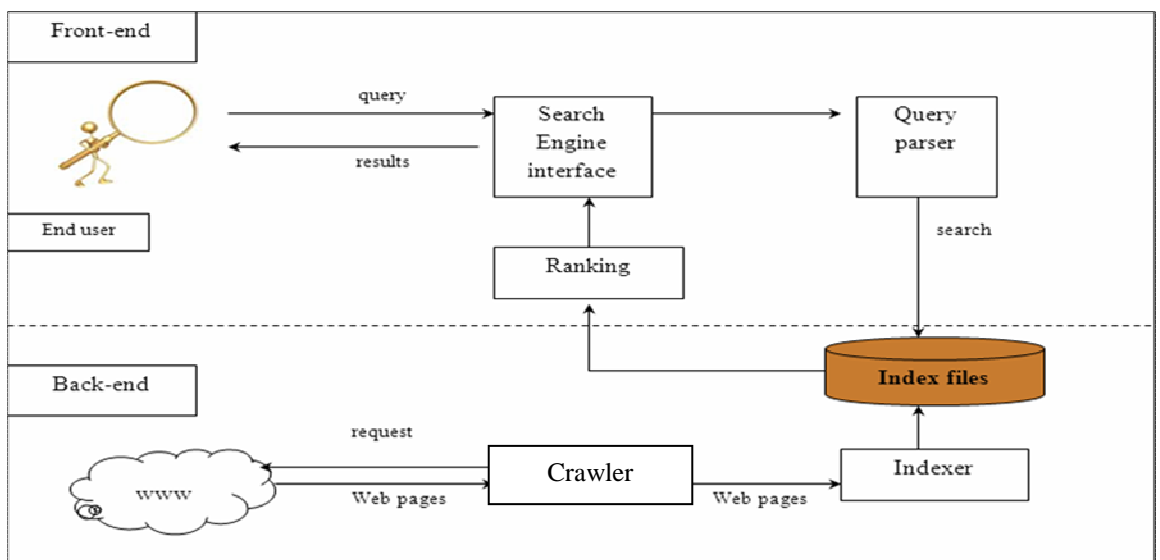 Front-end
query
results
Search
Engine
interface
Query
parser
End user
search
Ranking
Back-end
Index files
request
www
Web pages
Crawler
Web pages
Indexer